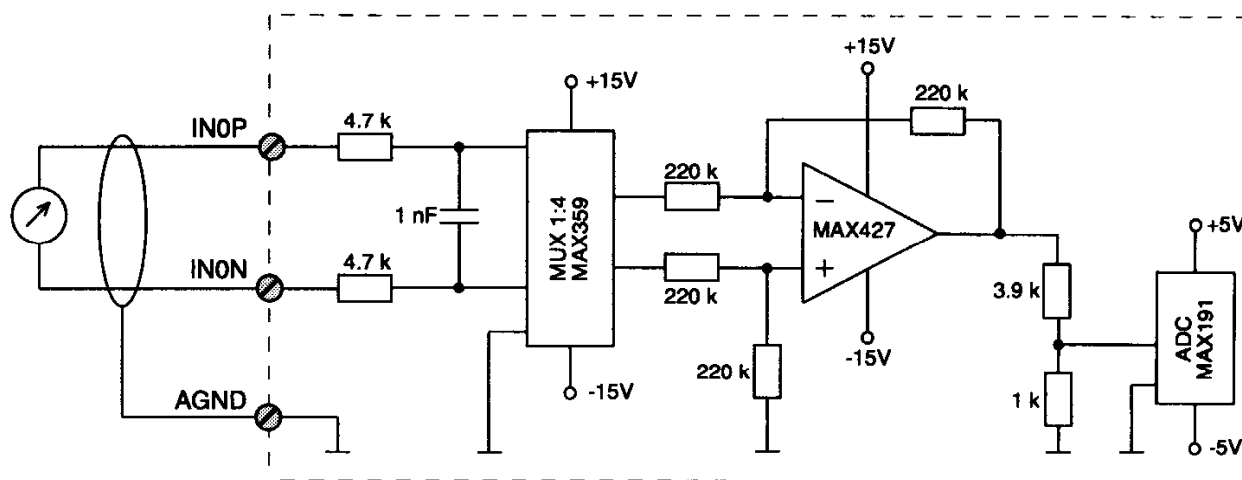 +15V
+15V
220 k
IN0P
4.7 k
220 k
1 nF
MUX 1:4
MAX359
−
MAX427
+5V
IN0N
4.7 k
+
220 k
3.9 k
-15V
ADC
MAX191
220 k
-15V
AGND
1 k
-5V